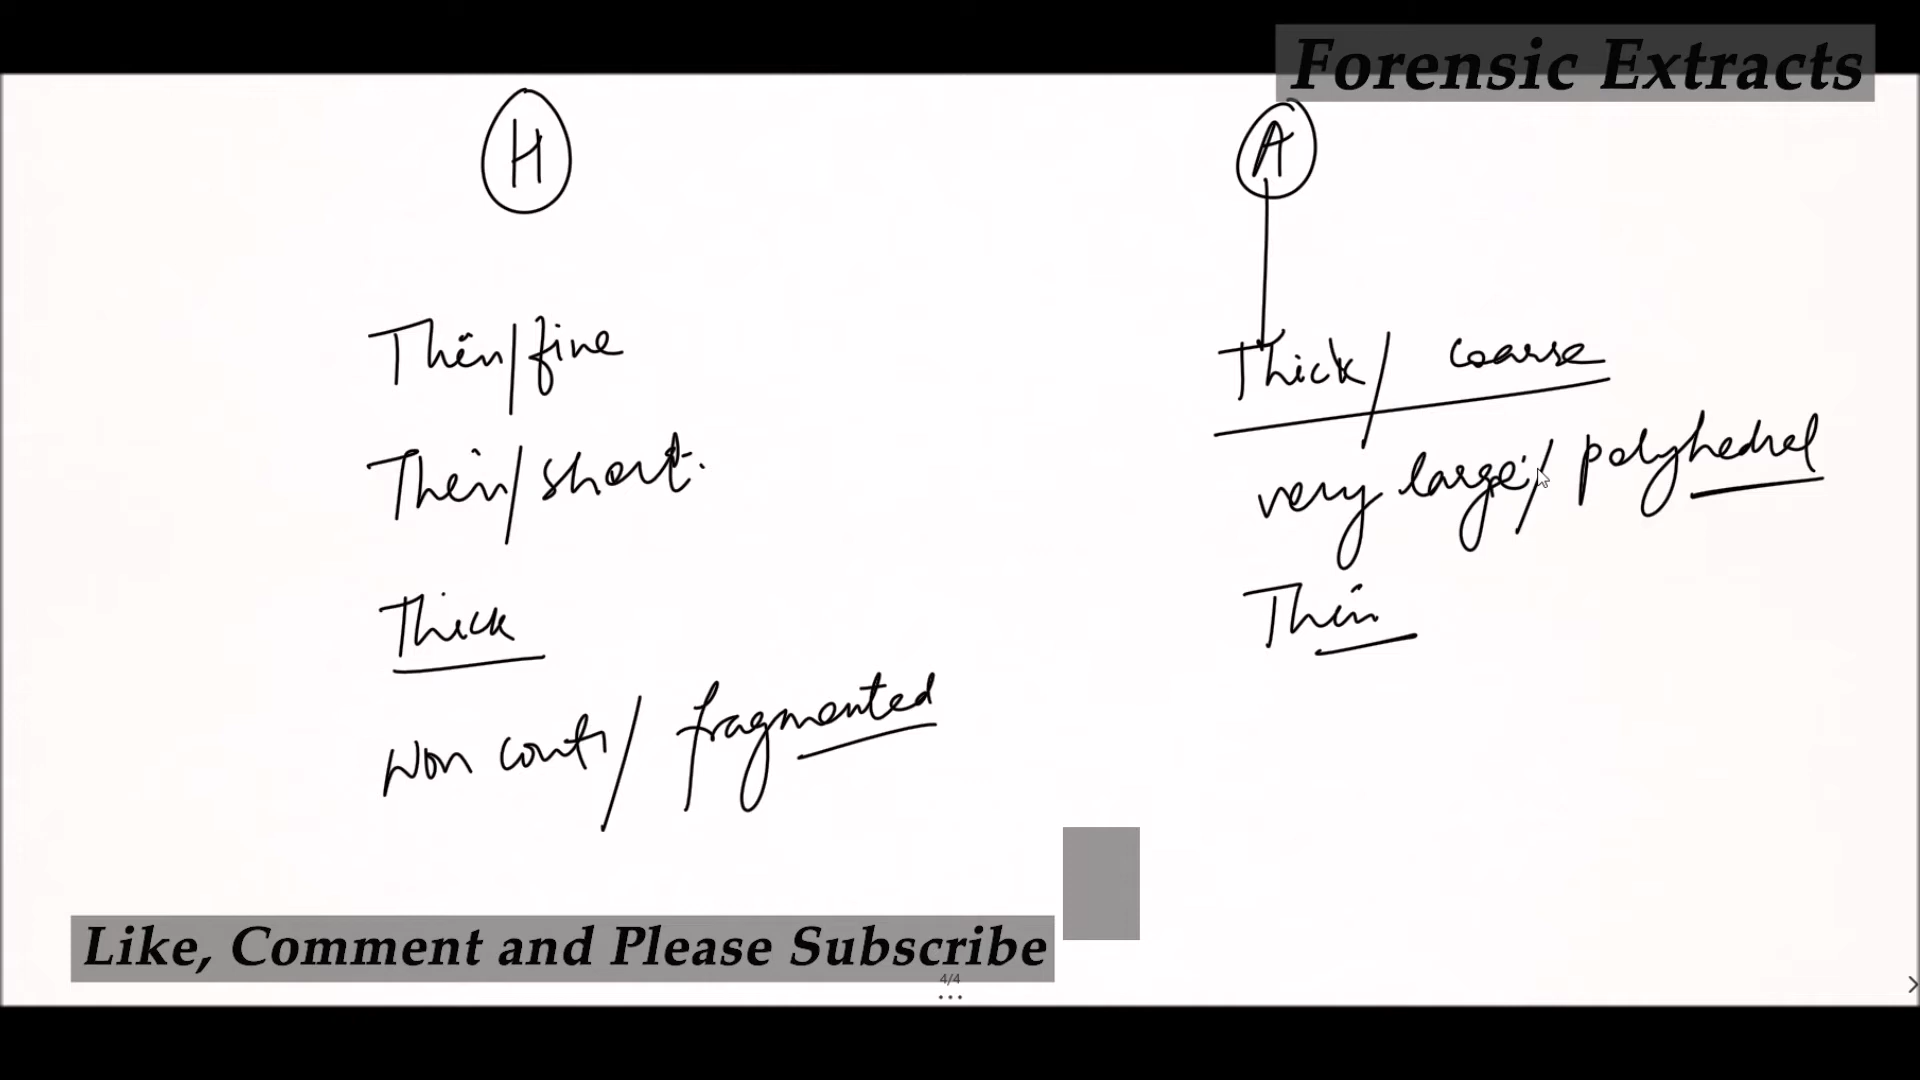 Forensic Extracts
H
A
Thin/fine
Thick/ coarse
Thin/short.
very large/ polyhedral
Thick
Thin
Non cont/ fragmented
Like, Comment and Please Subscribe
4/4